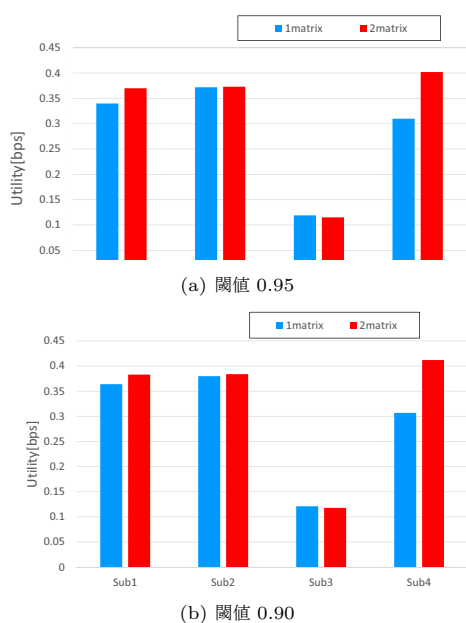 1matrix 2matrix
0.45
0.4
0.35
0.3
0.25
0.2
0.15
0.1
0.05
Utility[bps]
(a) 閾値 0.95
1matrix 2matrix
0.45
0.4
0.35
0.3
0.25
0.2
0.15
0.1
0.05
0
Utility[bps]
Sub1 Sub2 Sub3 Sub4
(b) 閾値 0.90